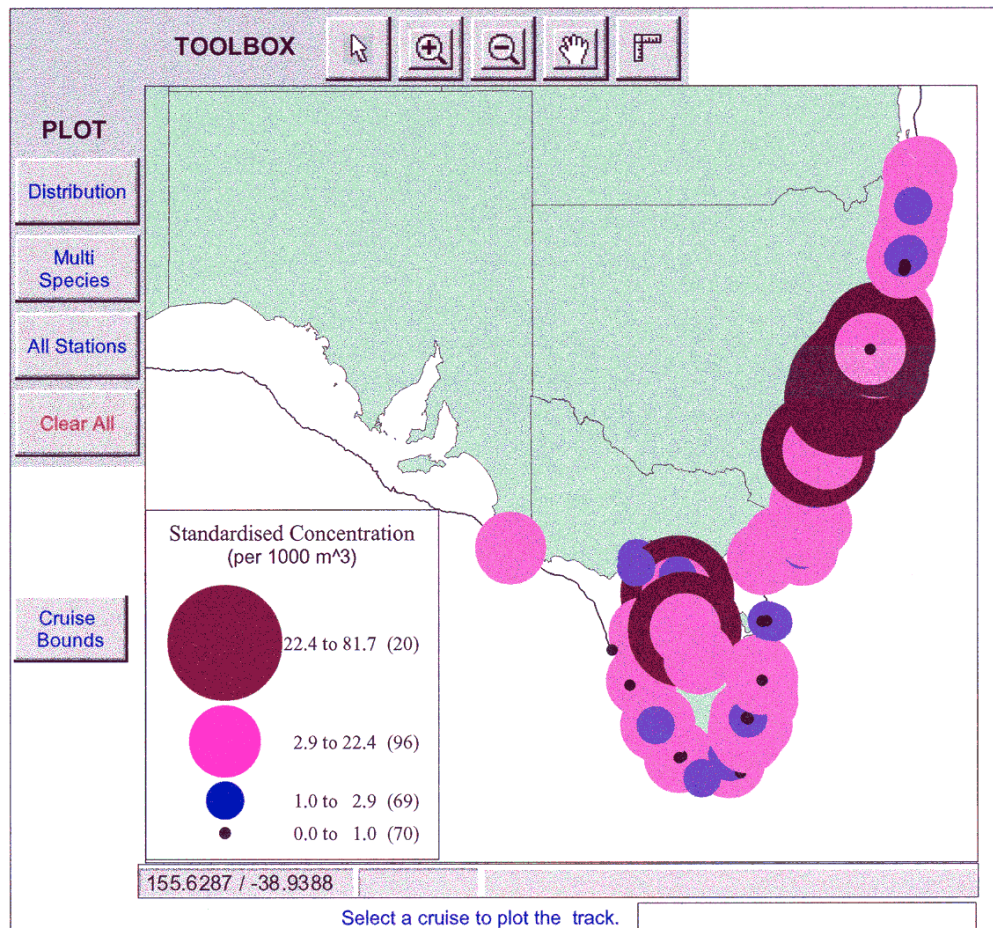 TOOLBOX
PLOT
Distribution
Multi
Species
All Stations
Clear All
Cruise
Bounds
Standardised Concentration
(per 1000 m^3)
22.4 to 81.7 (20)
2.9 to 22.4 (96)
1.0 to 2.9 (69)
0.0 to 1.0 (70)
155.6287 / -38.9388
Select a cruise to plot the track.